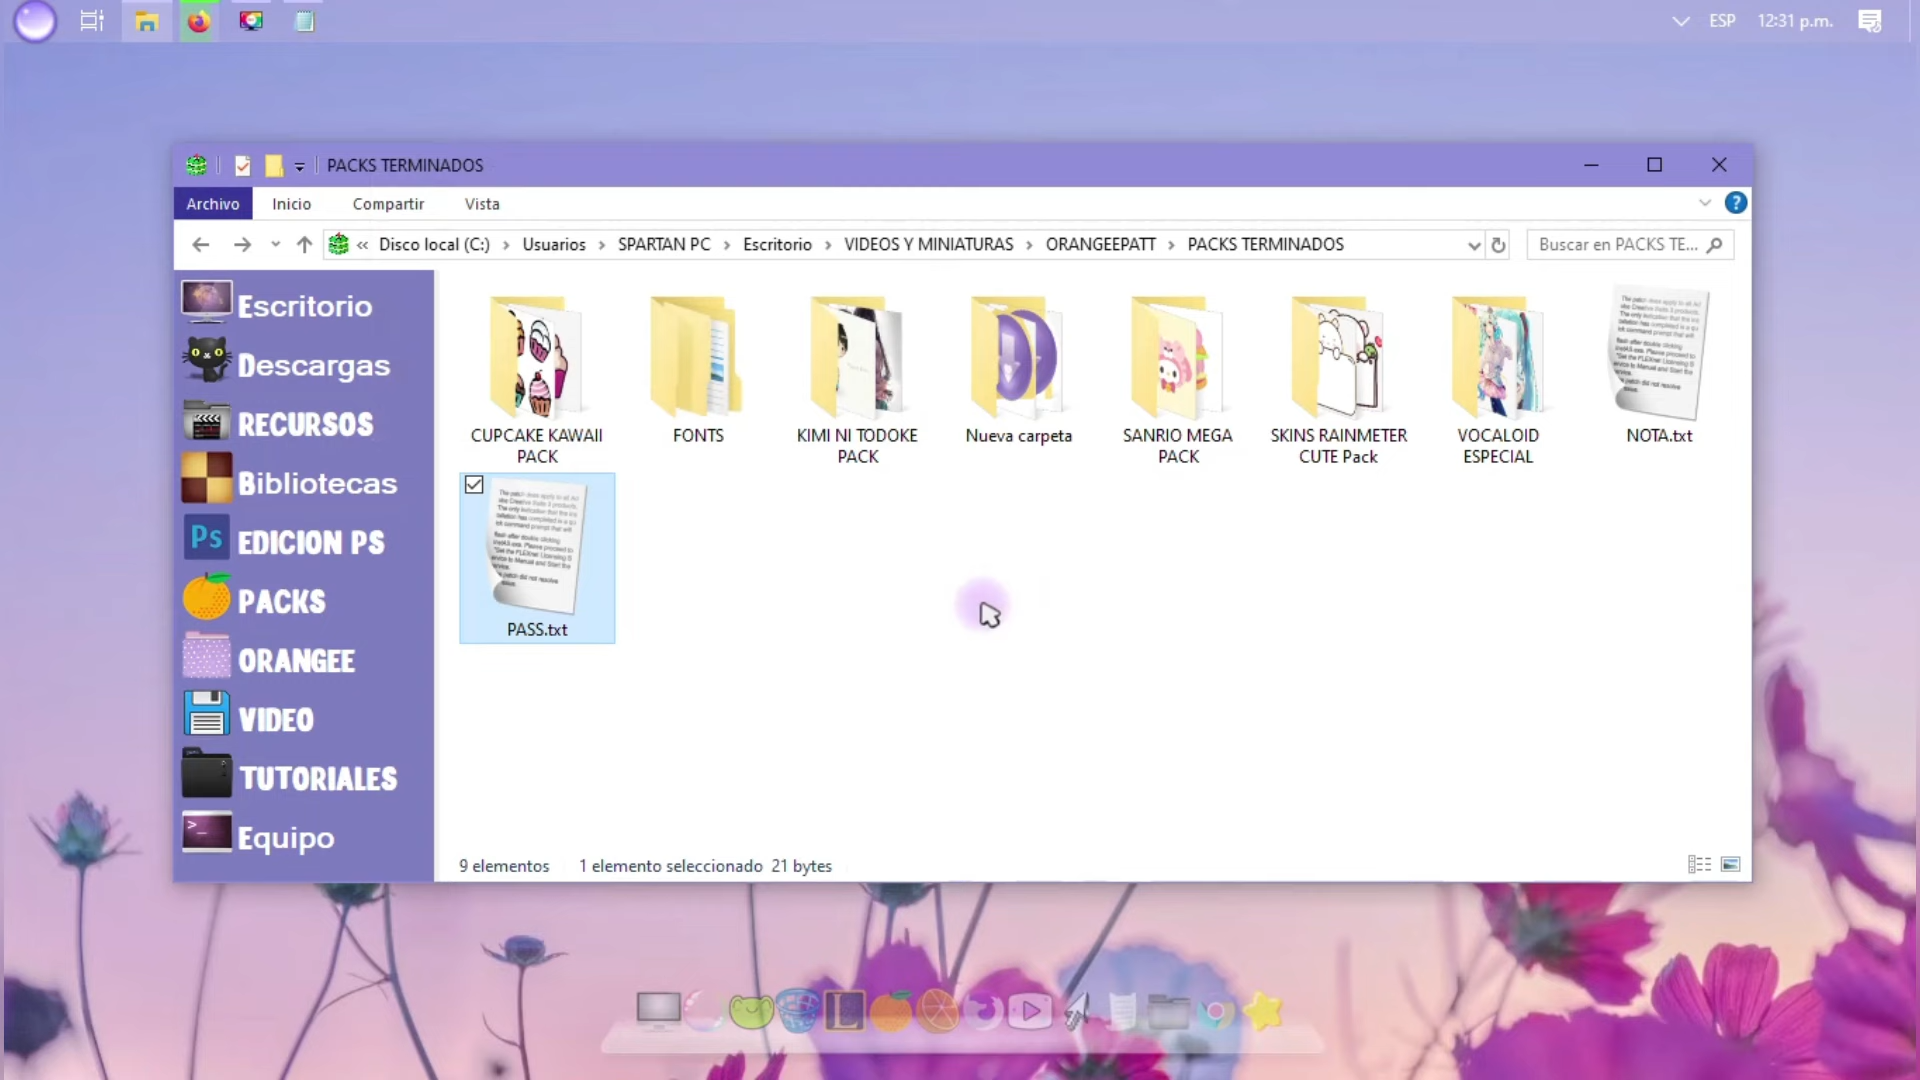 ESP
12:31 p.m.
PACKS TERMINADOS
Archivo
Inicio
Compartir
Vista
« Disco local (C:) > Usuarios > SPARTAN PC > Escritorio > VIDEOS Y MINIATURAS > ORANGEEPATT > PACKS TERMINADOS
Buscar en PACKS TE...
Escritorio
Descargas
RECURSOS
Bibliotecas
Ps
EDICION PS
PACKS
ORANGEE
VIDEO
TUTORIALES
Equipo
CUPCAKE KAWAII
PACK
FONTS
KIMI NI TODOKE
PACK
Nueva carpeta
SANRIO MEGA
PACK
SKINS RAINMETER
CUTE Pack
VOCALOID
ESPECIAL
NOTA.txt
PASS.txt
9 elementos
1 elemento seleccionado 21 bytes
L